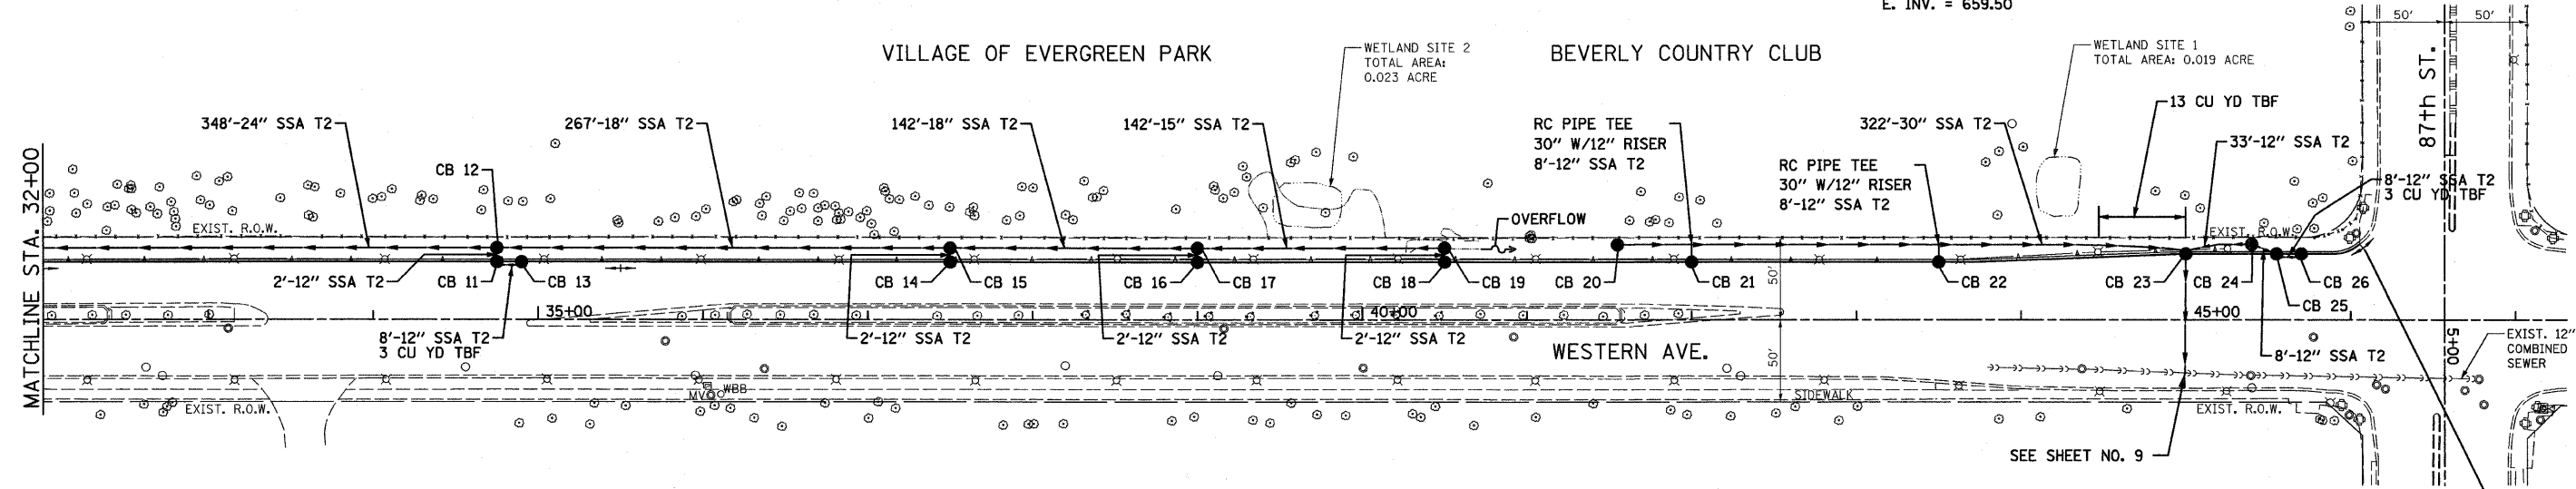 E. INV. = 659.50
50'
50'
VILLAGE OF EVERGREEN PARK
WETLAND SITE 2
TOTAL AREA:
0.023 ACRE
BEVERLY COUNTRY CLUB
WETLAND SITE 1
TOTAL AREA: 0.019 ACRE
87th ST.
13 CU YD TBF
348'-24" SSA T2
267'-18" SSA T2
142'-18" SSA T2
142'-15" SSA T2
RC PIPE TEE
30" W/12" RISER
8'-12" SSA T2
322'-30" SSA T2
33'-12" SSA T2
RC PIPE TEE
30" W/12" RISER
8'-12" SSA T2
8'-12" SSA T2
3 CU YD TBF
CB 12
MATCHLINE STA. 32+00
EXIST. R.O.W.
OVERFLOW
EXIST. R.O.W.
2'-12" SSA T2
CB 11
CB 13
CB 14
CB 15
CB 16
CB 17
CB 18
CB 19
CB 20
CB 21
50'
CB 22
CB 23
CB 24
CB 26
CB 25
35+00
40+00
45+00
8'-12" SSA T2
3 CU YD TBF
2'-12" SSA T2
2'-12" SSA T2
2'-12" SSA T2
WESTERN AVE.
50'
8'-12" SSA T2
5+00
EXIST. 12"
COMBINED
SEWER
WBB
MV
SIDEWALK
EXIST. R.O.W.
EXIST. R.O.W.
SEE SHEET NO. 9